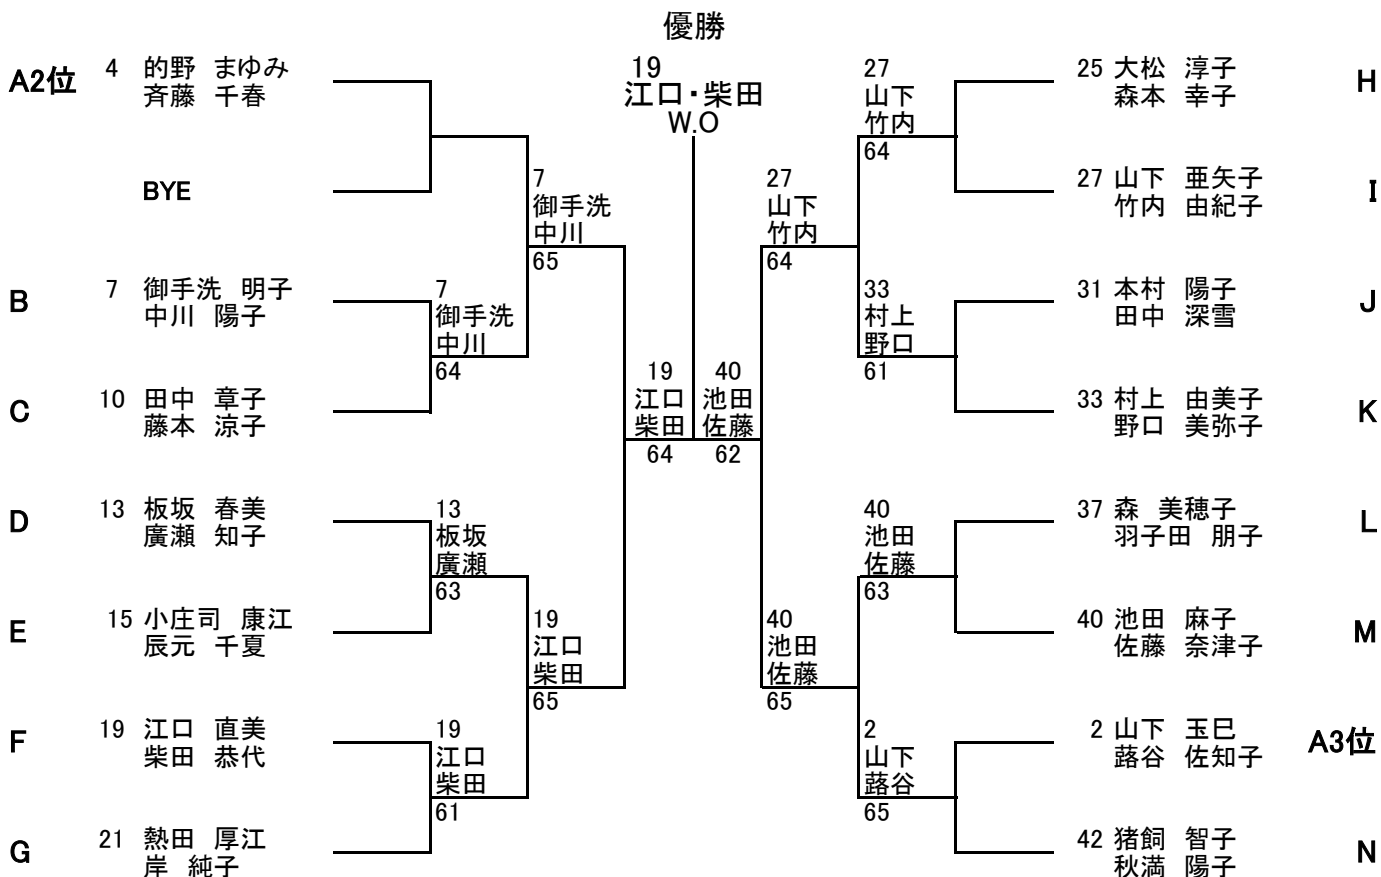 優勝
19
江口・柴田
W.O
A2位 4 的野 まゆみ
斉藤 千春
BYE
B 7 御手洗 明子
中川 陽子
C 10 田中 章子
藤本 涼子
D 13 板坂 春美
廣瀬 知子
E 15 小庄司 康江
辰元 千夏
F 19 江口 直美
柴田 恭代
G 21 熱田 厚江
岸 純子
7
御手洗
中川
64
13
板坂
廣瀬
63
19
江口
柴田
61
7
御手洗
中川
65
19
江口
柴田
65
19
江口
柴田
64
40
池田
佐藤
62
27
山下
竹内
64
40
池田
佐藤
65
27
山下
竹内
64
33
村上
野口
61
40
池田
佐藤
63
2
山下
蕗谷
65
25 大松 淳子 H
森本 幸子
27 山下 亜矢子 I
竹内 由紀子
31 本村 陽子 J
田中 深雪
33 村上 由美子 K
野口 美弥子
37 森 美穂子 L
羽子田 朋子
40 池田 麻子 M
佐藤 奈津子
2 山下 玉巳 A3位
蕗谷 佐知子
42 猪飼 智子 N
秋満 陽子